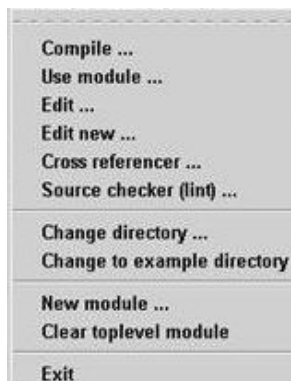 Compile ...
Use module ...
Edit ...
Edit new ...
Cross referencer ...
Source checker (lint) ...
Change directory ...
Change to example directory
New module ...
Clear toplevel module
Exit